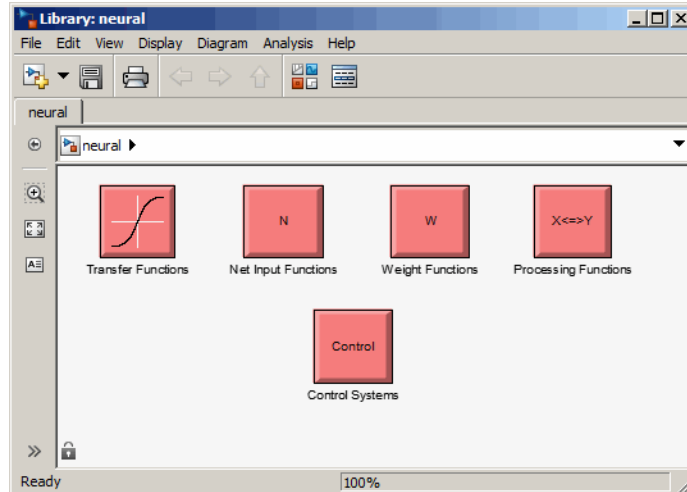 Library: neural
File Edit View Display Diagram Analysis Help
neural
neural
N
W
X<=>Y
Transfer Functions Net Input Functions Weight Functions Processing Functions
Control
Control Systems
Ready 100%